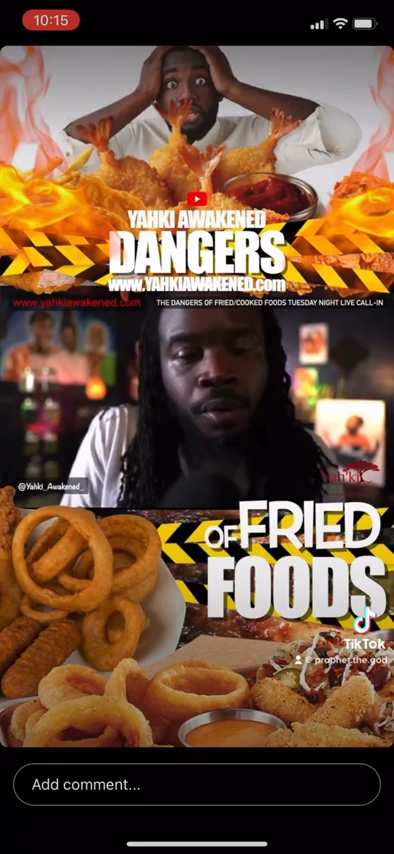 10:15
YAHKI AWAKENED
DANGERS
www.YAHKIAWAKENED.com
www.yahkiawakened.com
THE DANGERS OF FRIED/COOKED FOODS TUESDAY NIGHT LIVE CALL-IN
@Yahki_Awakened_
OF FRIED
FOODS
TikTok
@prophet.the.god
Add comment...